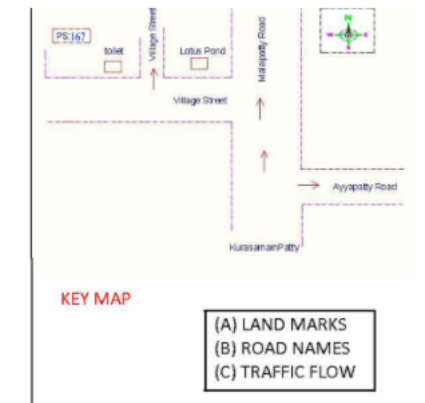 PS:167
toilet
Village Street
Lotus Pond
Malaipatty Road
N
W
E
S
Village Street
Ayyapatty Road
KurasamamPatty
KEY MAP
(A) LAND MARKS
(B) ROAD NAMES
(C) TRAFFIC FLOW